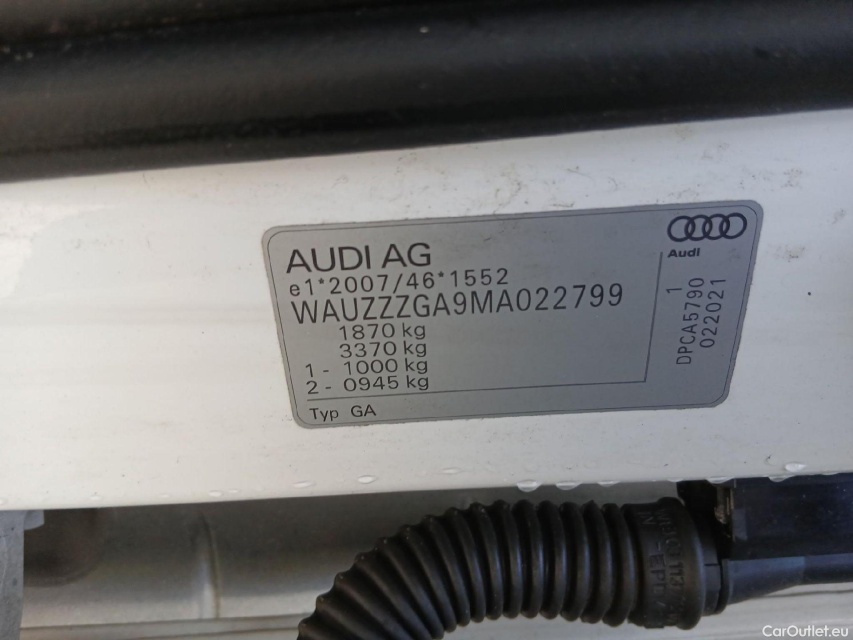 AUDI AG
e1*2007/46*1552
WAUZZZGA9MA022799
1870 kg
3370 kg
1 - 1000 kg
2 - 0945 kg
Typ GA
Audi
1
DPCA5790
022021
CarOutlet.eu